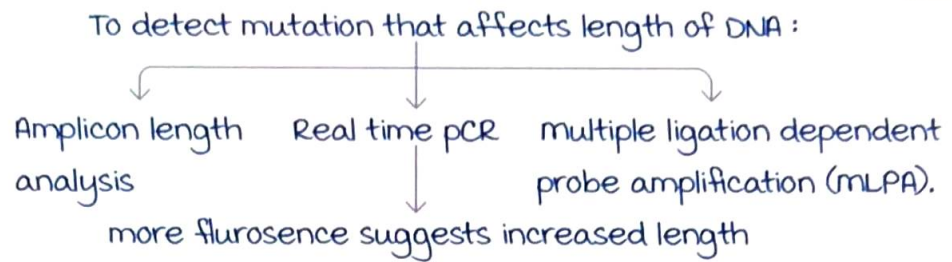 To detect mutation that affects length of DNA :
Amplicon length Real time pCR multiple ligation dependent
analysis probe amplification (MLPA).
more flurosence suggests increased length